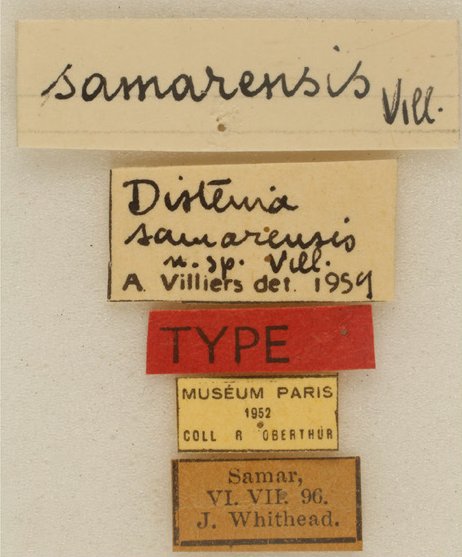 samarensis Vill.
Distenia
samarensis
n. sp. Vill.
A. Villiers det. 1959
TYPE
MUSÉUM PARIS
1952
COLL R OBERTHÜR
Samar,
VI. VII. 96.
J. Whithead.